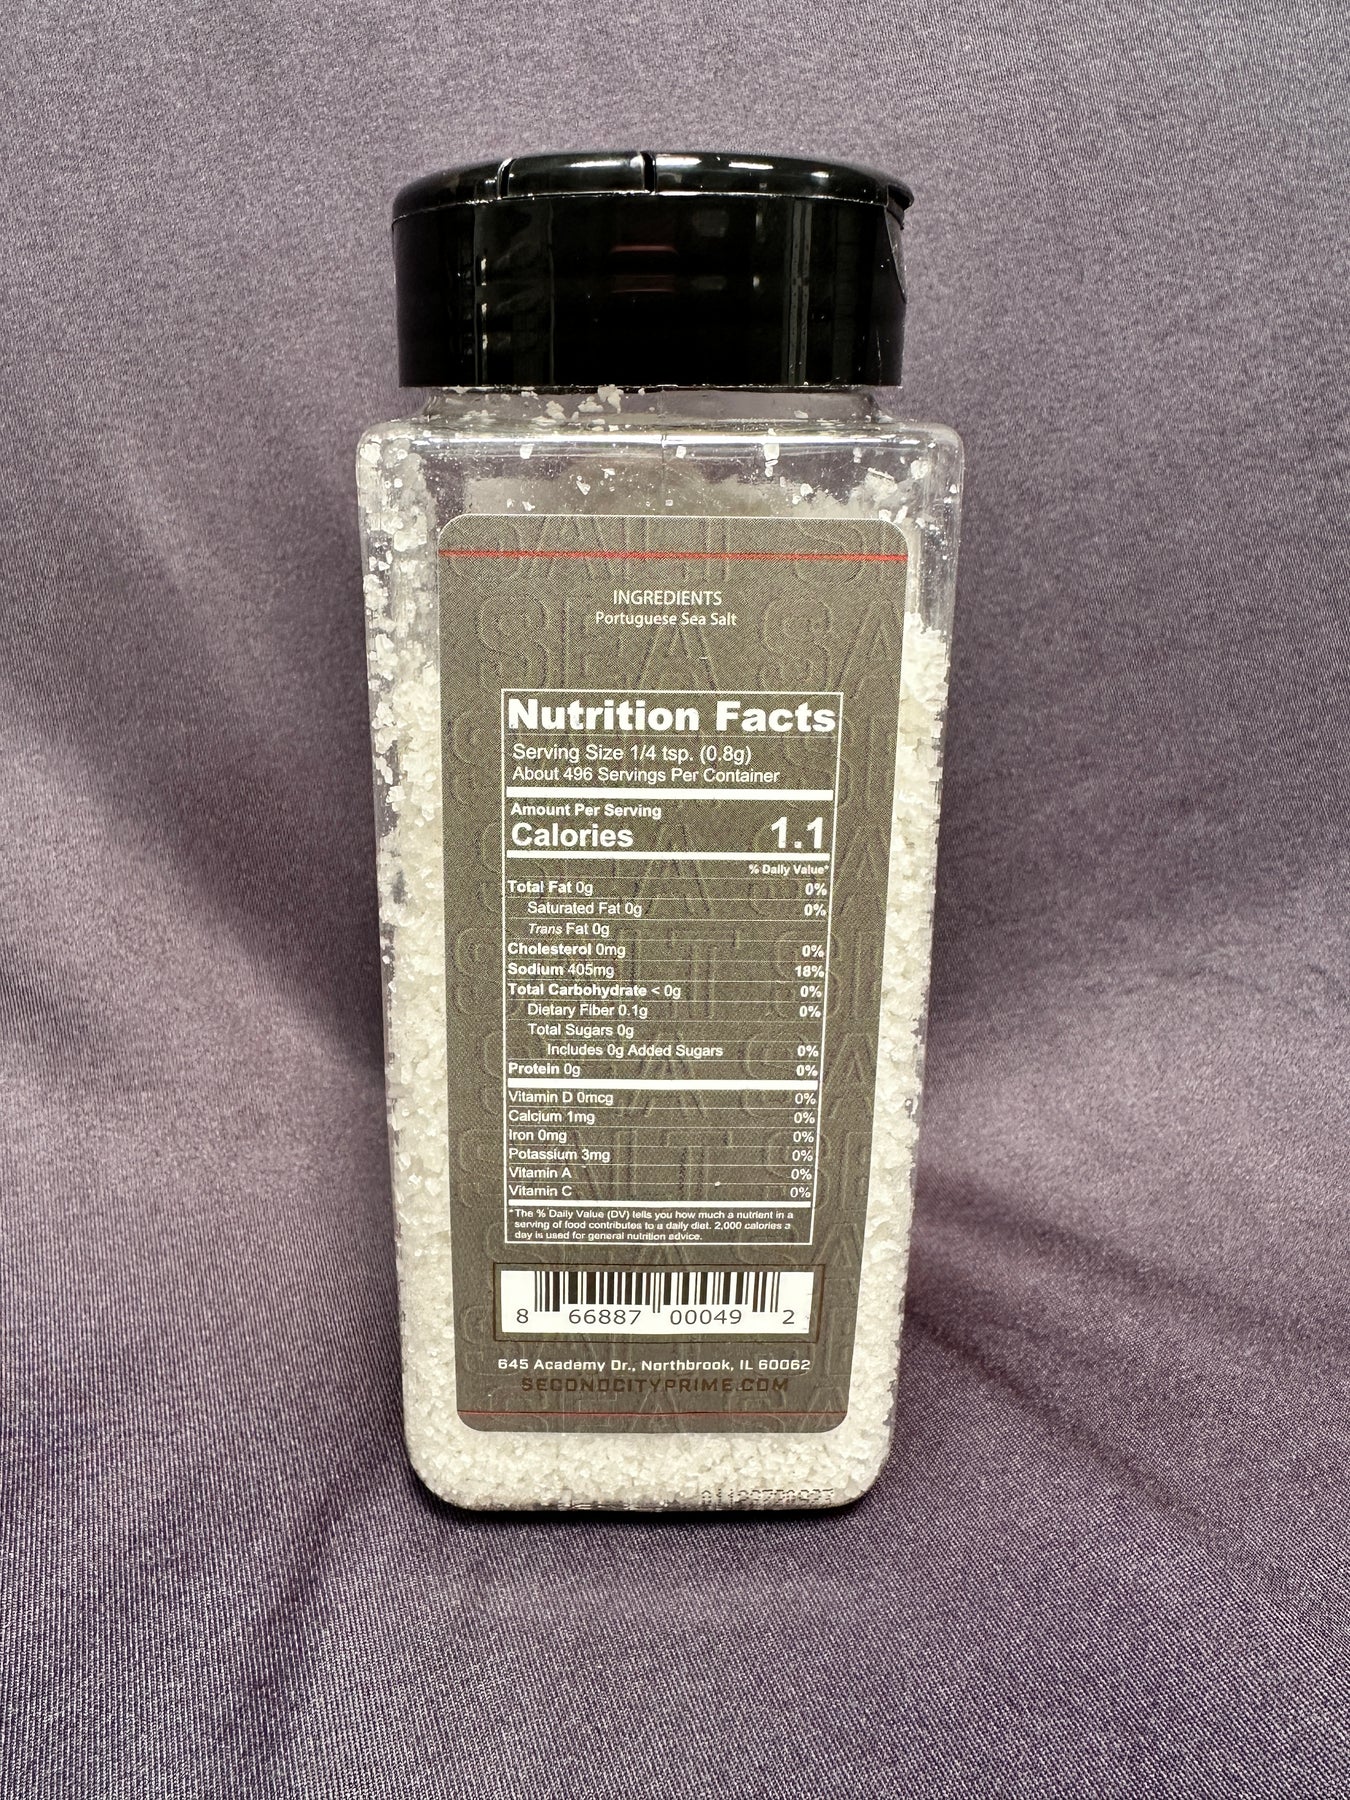 INGREDIENTS
Portuguese Sea Salt
Nutrition Facts
Serving Size 1/4 tsp. (0.8g)
About 496 Servings Per Container
Amount Per Serving
Calories 1.1
% Daily Value*
Total Fat 0g 0%
Saturated Fat 0g 0%
Trans Fat 0g
Cholesterol 0mg 0%
Sodium 405mg 18%
Total Carbohydrate < 0g 0%
Dietary Fiber 0.1g 0%
Total Sugars 0g
Includes 0g Added Sugars 0%
Protein 0g 0%
Vitamin D 0mcg 0%
Calcium 1mg 0%
Iron 0mg 0%
Potassium 3mg 0%
Vitamin A 0%
Vitamin C 0%
*The % Daily Value (DV) tells you how much a nutrient in a
serving of food contributes to a daily diet. 2,000 calories a
day is used for general nutrition advice.
8 66887 00049 2
645 Academy Dr., Northbrook, IL 60062
SECONDCITYPRIME.COM